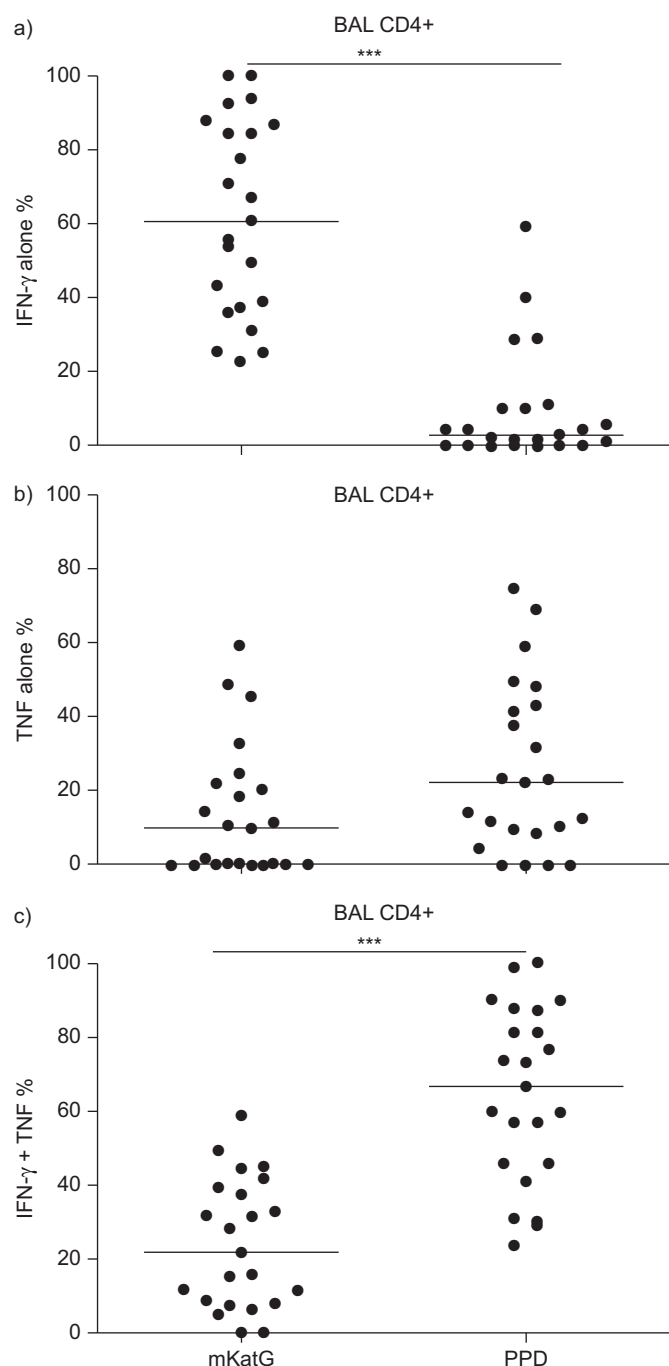 a)
BAL CD4+
***
100
80
60
40
20
0
IFN-γ alone %
b)
BAL CD4+
100
80
60
40
20
0
TNF alone %
c)
BAL CD4+
***
100
80
60
40
20
0
IFN-γ + TNF %
mKatG PPD